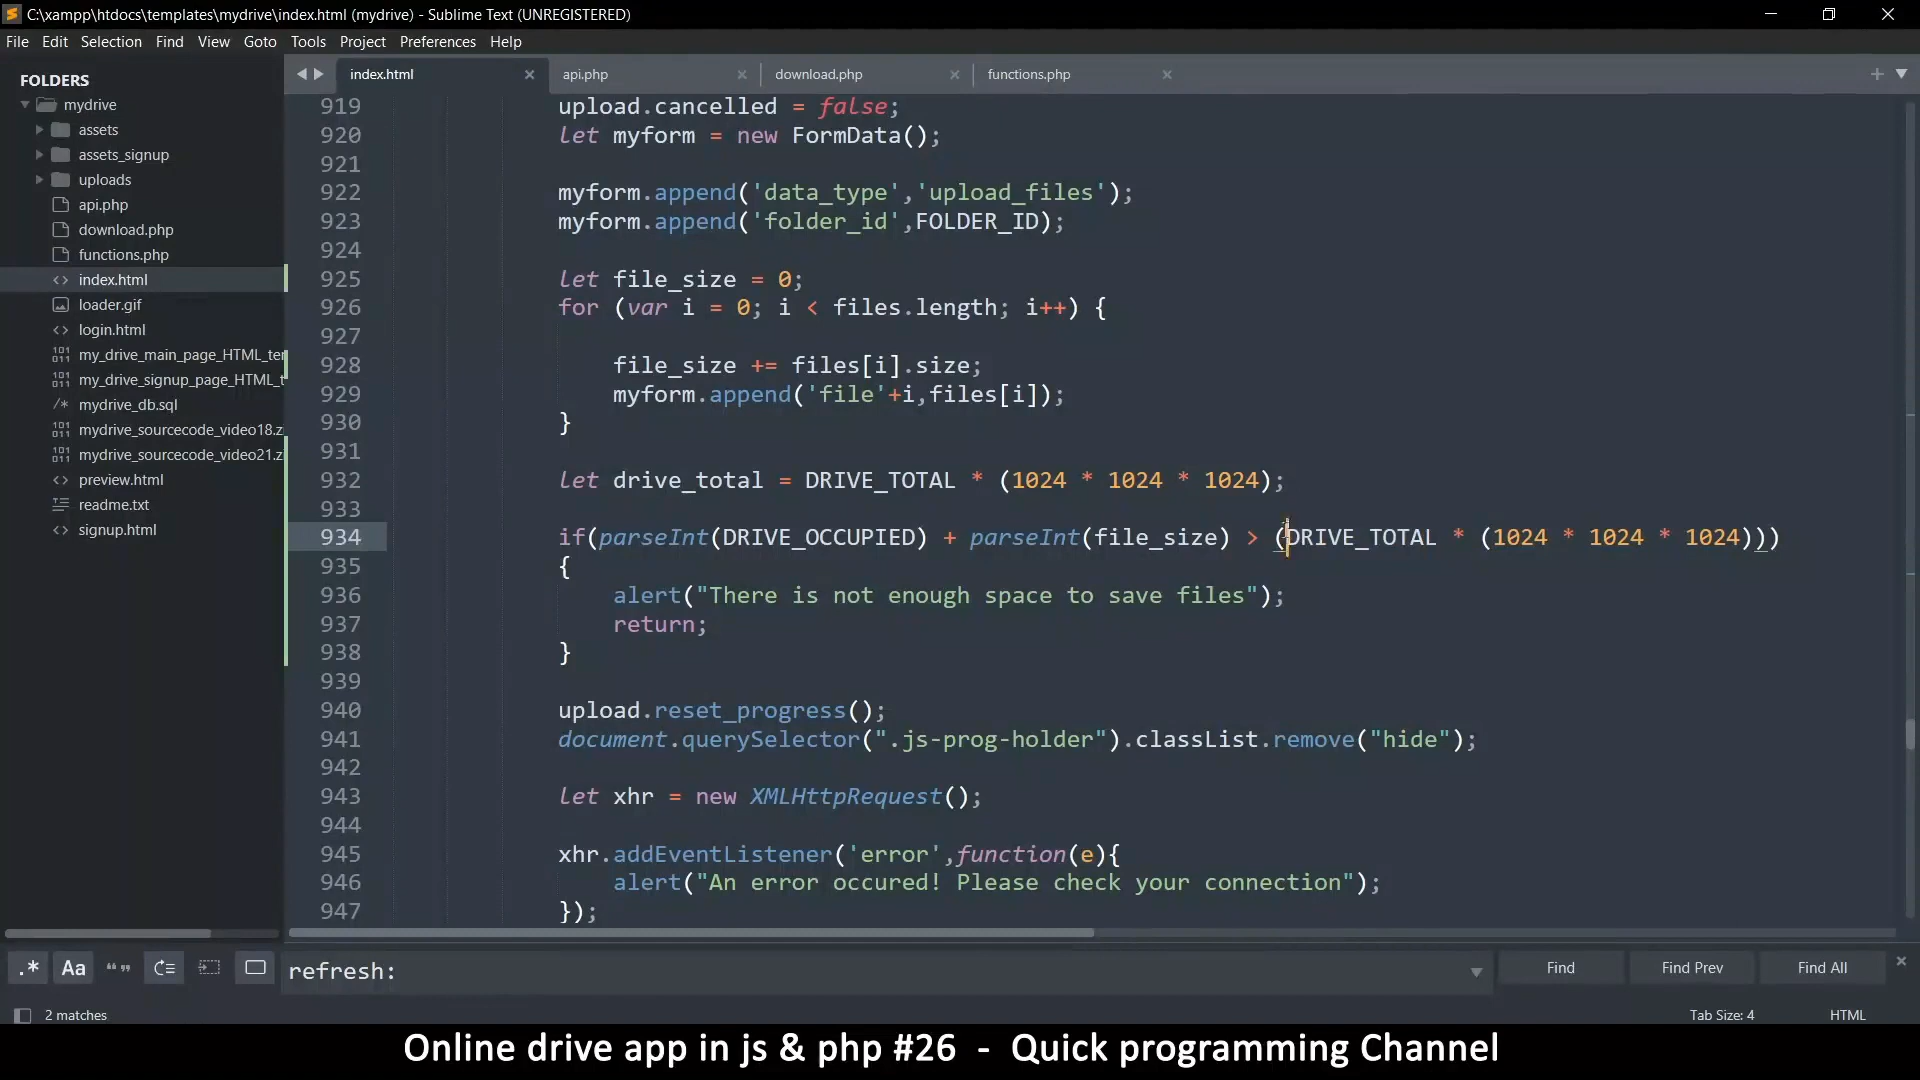 C:\xampp\htdocs\templates\mydrive\index.html (mydrive) - Sublime Text (UNREGISTERED)
File Edit Selection Find View Goto Tools Project Preferences Help
FOLDERS
mydrive
assets
assets_signup
uploads
api.php
download.php
functions.php
index.html
loader.gif
login.html
my_drive_main_page_HTML_te
my_drive_signup_page_HTML_t
mydrive_db.sql
mydrive_sourcecode_video18.z
mydrive_sourcecode_video21.z
preview.html
readme.txt
signup.html
index.html api.php download.php functions.php
919 upload.cancelled = false;
920 let myform = new FormData();
921
922 myform.append('data_type','upload_files');
923 myform.append('folder_id',FOLDER_ID);
924
925 let file_size = 0;
926 for (var i = 0; i < files.length; i++) {
927
928 file_size += files[i].size;
929 myform.append('file'+i,files[i]);
930 }
931
932 let drive_total = DRIVE_TOTAL * (1024 * 1024 * 1024);
933
934 if(parseInt(DRIVE_OCCUPIED) + parseInt(file_size) > (DRIVE_TOTAL * (1024 * 1024 * 1024)))
935 {
936 alert("There is not enough space to save files");
937 return;
938 }
939
940 upload.reset_progress();
941 document.querySelector(".js-prog-holder").classList.remove("hide");
942
943 let xhr = new XMLHttpRequest();
944
945 xhr.addEventListener('error',function(e){
946 alert("An error occured! Please check your connection");
947 });
.* Aa refresh: Find Find Prev Find All
2 matches Tab Size: 4 HTML
Online drive app in js & php #26 - Quick programming Channel